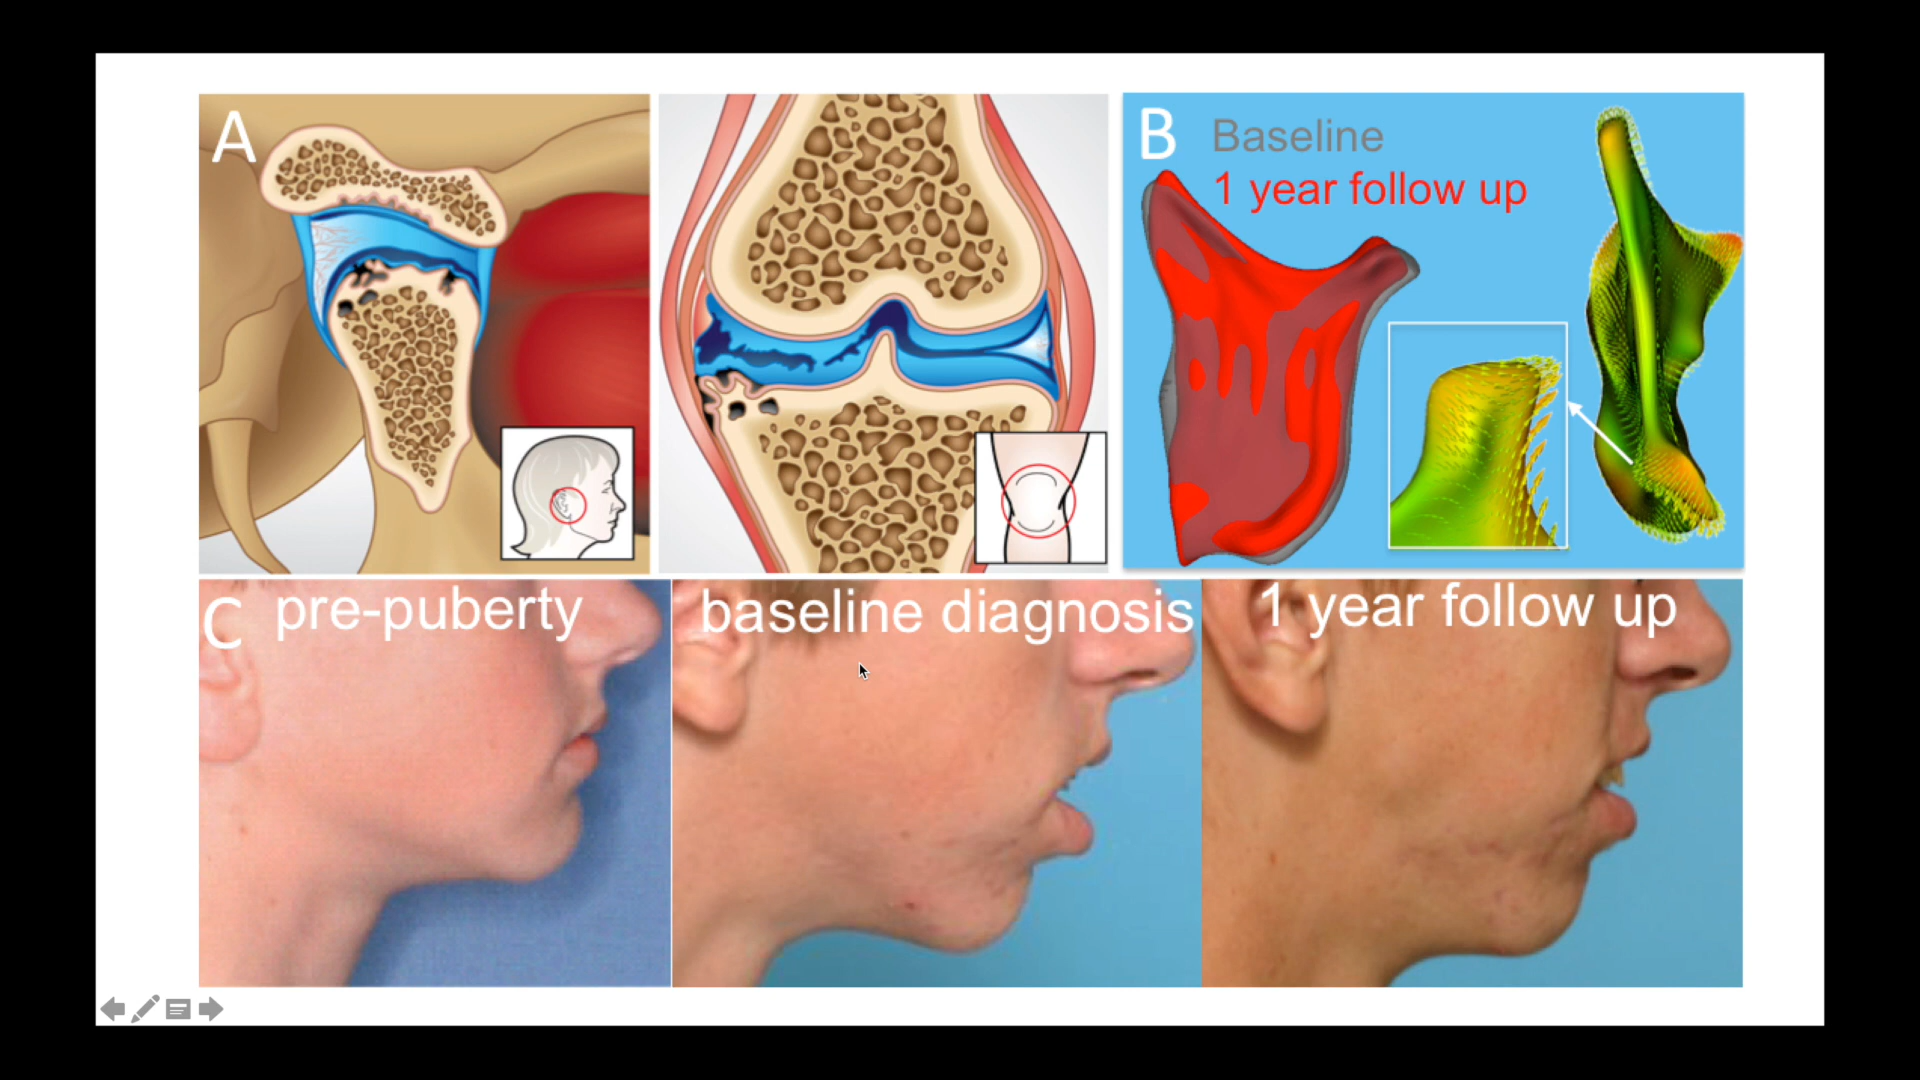 A
B
Baseline
1 year follow up
C
pre-puberty
baseline diagnosis
1 year follow up